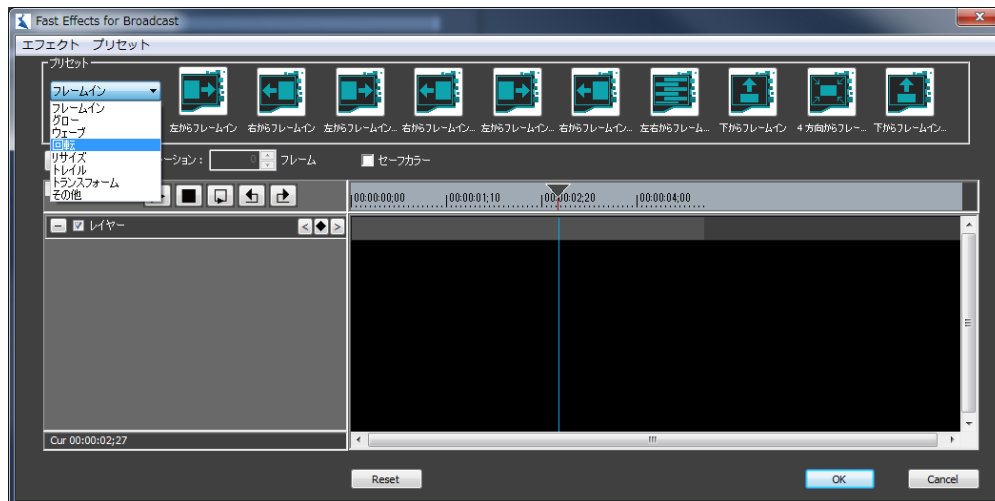 Fast Effects for Broadcast
エフェクト プリセット
プリセット
フレームイン
フレームイン
グロー
ウェーブ
回転
リサイズ
トレイル
トランスフォーム
その他
左からフレームイン 右からフレームイン 左からフレームイン... 右からフレームイン... 左からフレームイン... 右からフレームイン... 左右からフレーム... 下からフレームイン 4方向からフレー... 下からフレームイン...
ーション: 0 フレーム セーフカラー
00:00:00;00 00:00:01;10 00:00:02;20 00:00:04;00
レイヤー
Cur 00:00:02;27
Reset OK Cancel